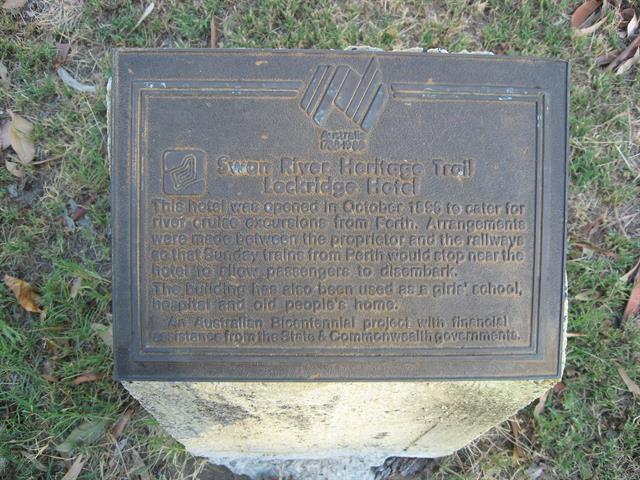 Australia
1788-1988
Swan River Heritage Trail
Lockridge Hotel
This hotel was opened in October to cater for
river cruise excursions from Perth. Arrangements
were made between the proprietor and the railways
so that Sunday trains from Perth would stop near the
hotel to allow passengers to disembark.
The building has also been used as a girls' school,
hospital and old people's home.
An Australian Bicentennial project with financial
assistance from the State & Commonwealth governments.